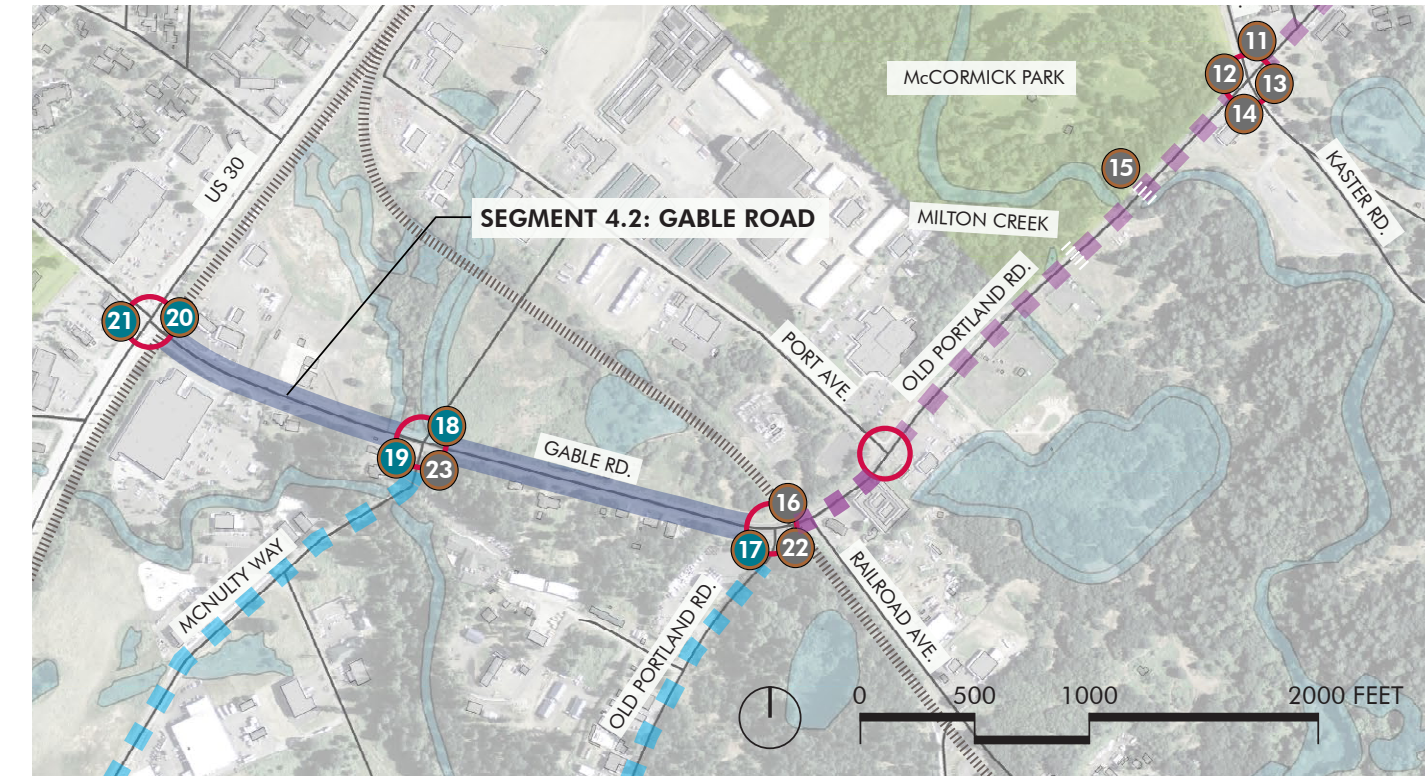 11
McCORMICK PARK
12
13
14
15
KASTER RD.
US 30
MILTON CREEK
SEGMENT 4.2: GABLE ROAD
OLD PORTLAND RD.
21
20
PORT AVE.
18
GABLE RD.
19
23
16
17
22
MCNULTY WAY
RAILROAD AVE.
OLD PORTLAND RD.
0 500 1000 2000 FEET